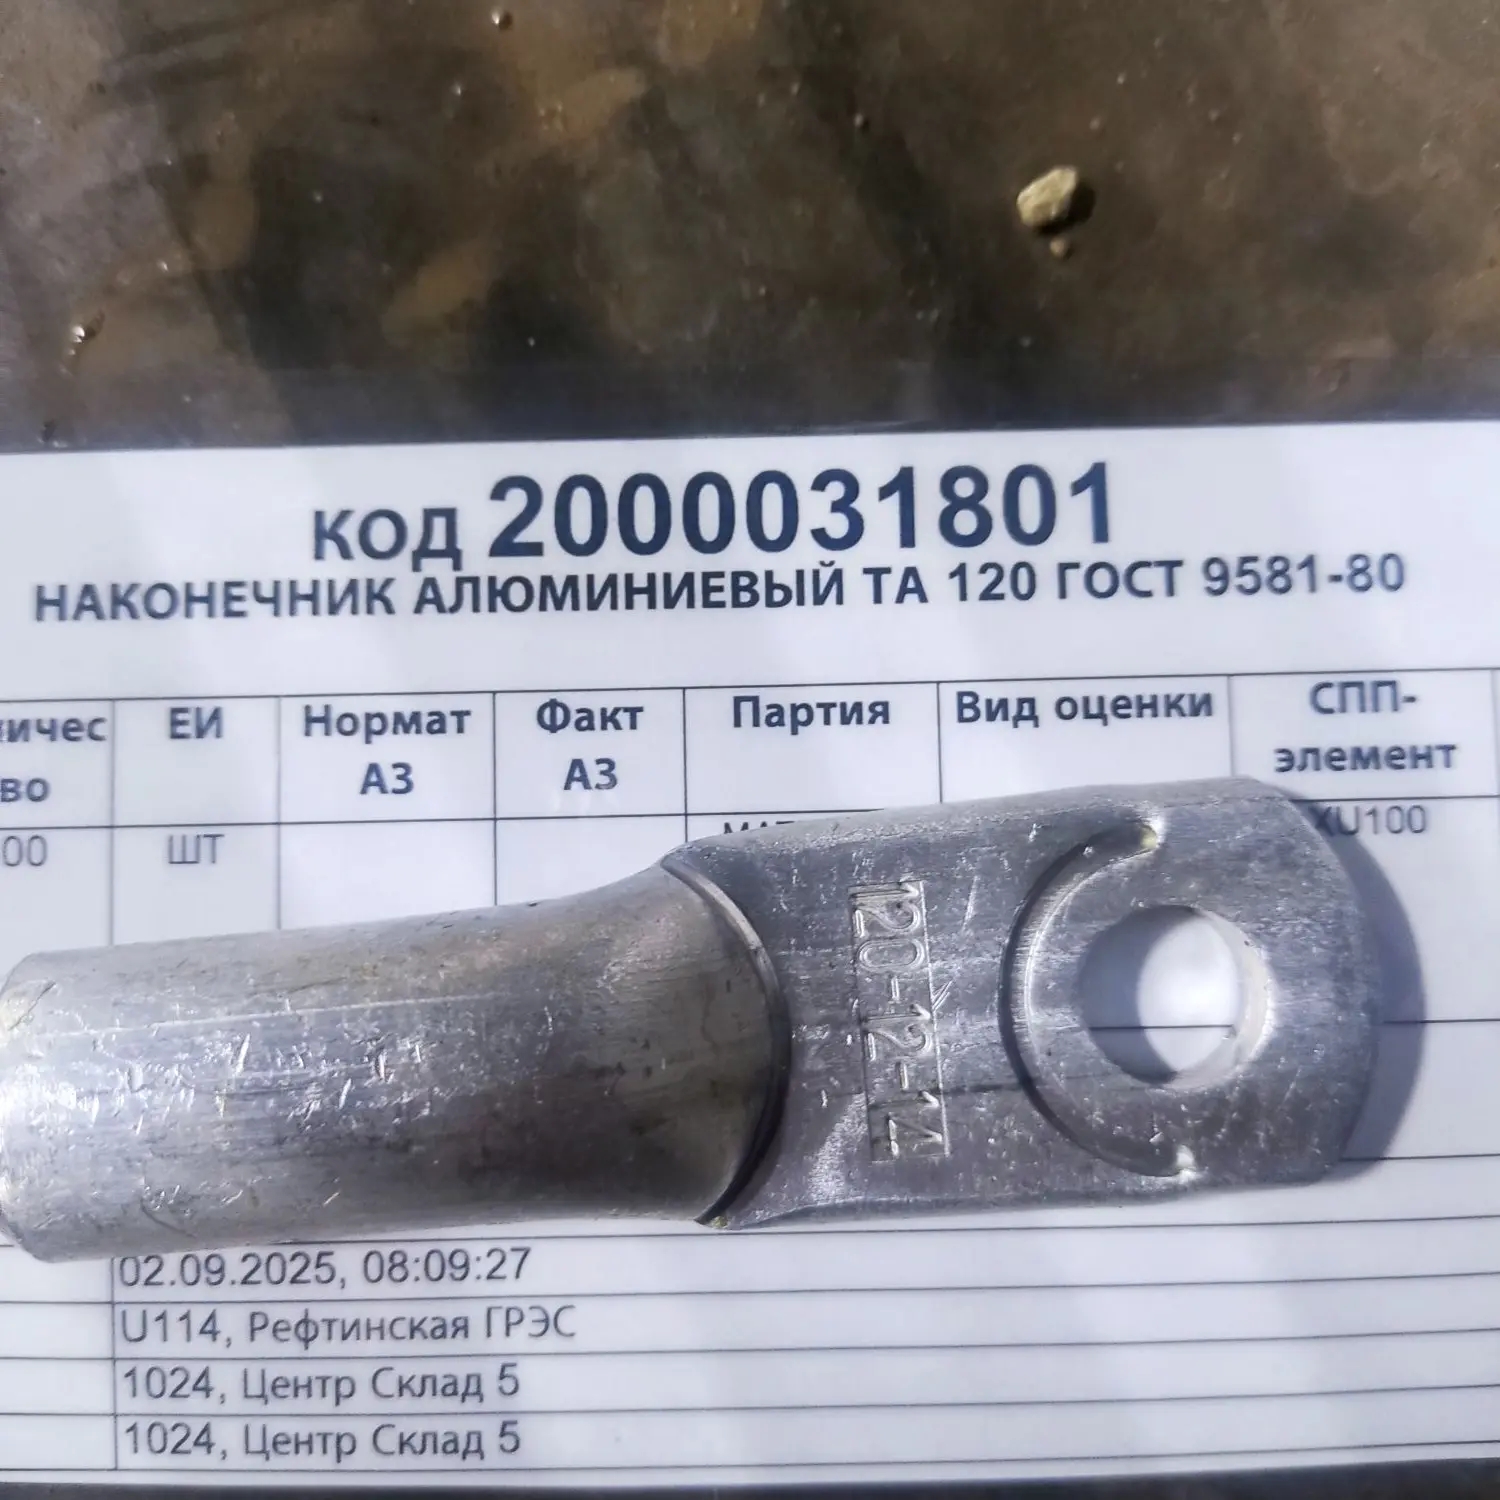 КОД 2000031801
НАКОНЕЧНИК АЛЮМИНИЕВЫЙ ТА 120 ГОСТ 9581-80
ичес
во
ЕИ
Нормат
АЗ
Факт
АЗ
Партия
Вид оценки
СПП-
элемент
00
ШТ
XU100
120-12-14
02.09.2025, 08:09:27
U114, Рефтинская ГРЭС
1024, Центр Склад 5
1024, Центр Склад 5